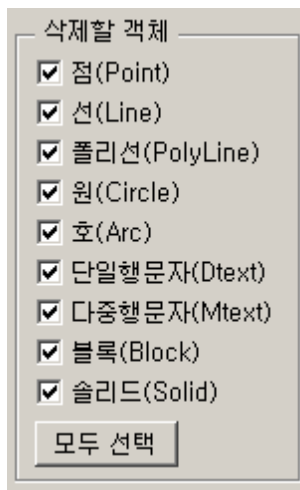 삭제할 객체
점(Point)
선(Line)
폴리선(PolyLine)
원(Circle)
호(Arc)
단일행문자(Dtext)
다중행문자(Mtext)
블록(Block)
솔리드(Solid)
모두 선택